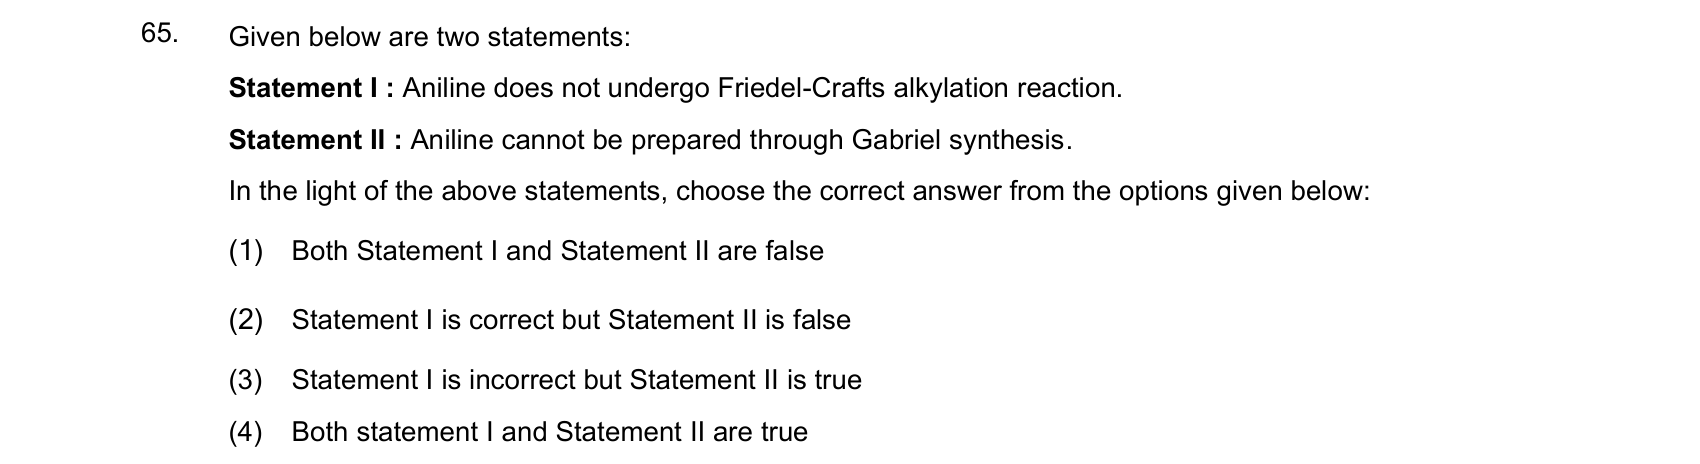 65. Given below are two statements:
Statement I : Aniline does not undergo Friedel-Crafts alkylation reaction.
Statement II : Aniline cannot be prepared through Gabriel synthesis.
In the light of the above statements, choose the correct answer from the options given below:
(1) Both Statement I and Statement II are false
(2) Statement I is correct but Statement II is false
(3) Statement I is incorrect but Statement II is true
(4) Both statement I and Statement II are true